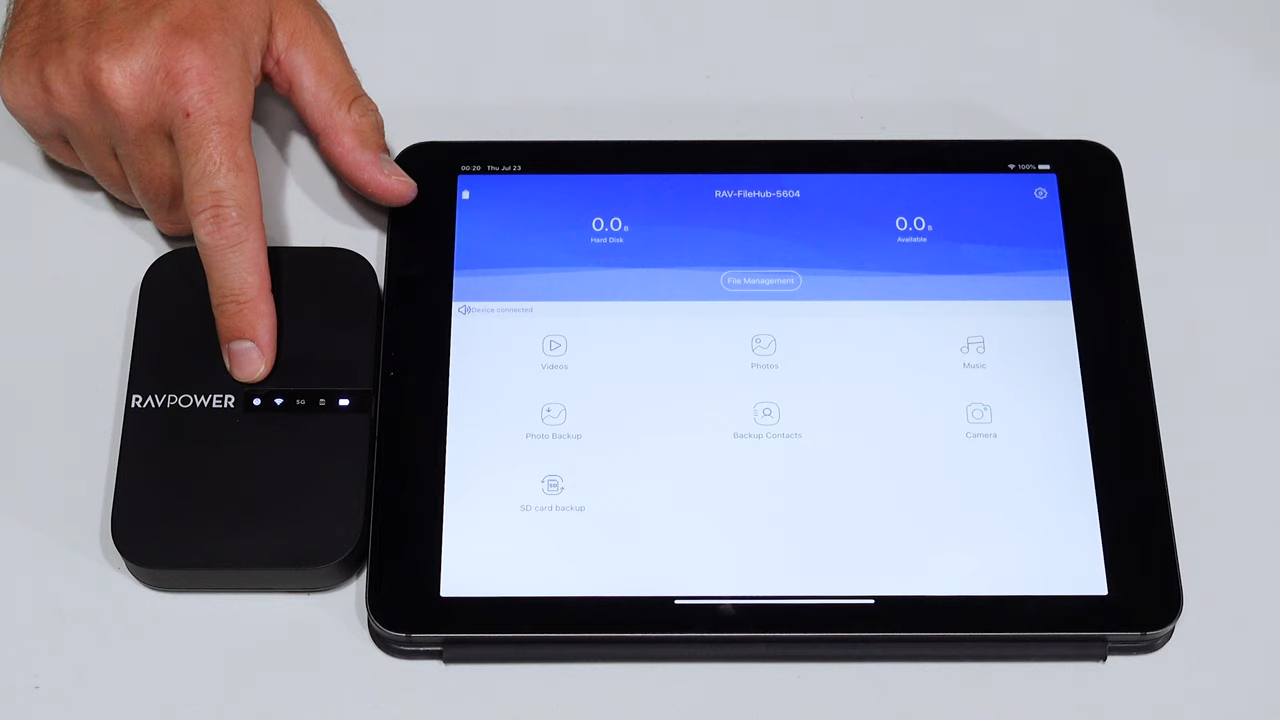 RAVPOWER
5G
00:20 Thu Jul 23
100%
RAV-FileHub-5604
0.0 B
Hard Disk
0.0 B
Available
File Management
Device connected
Videos
Photos
Music
Photo Backup
Backup Contacts
Camera
SD
SD card backup